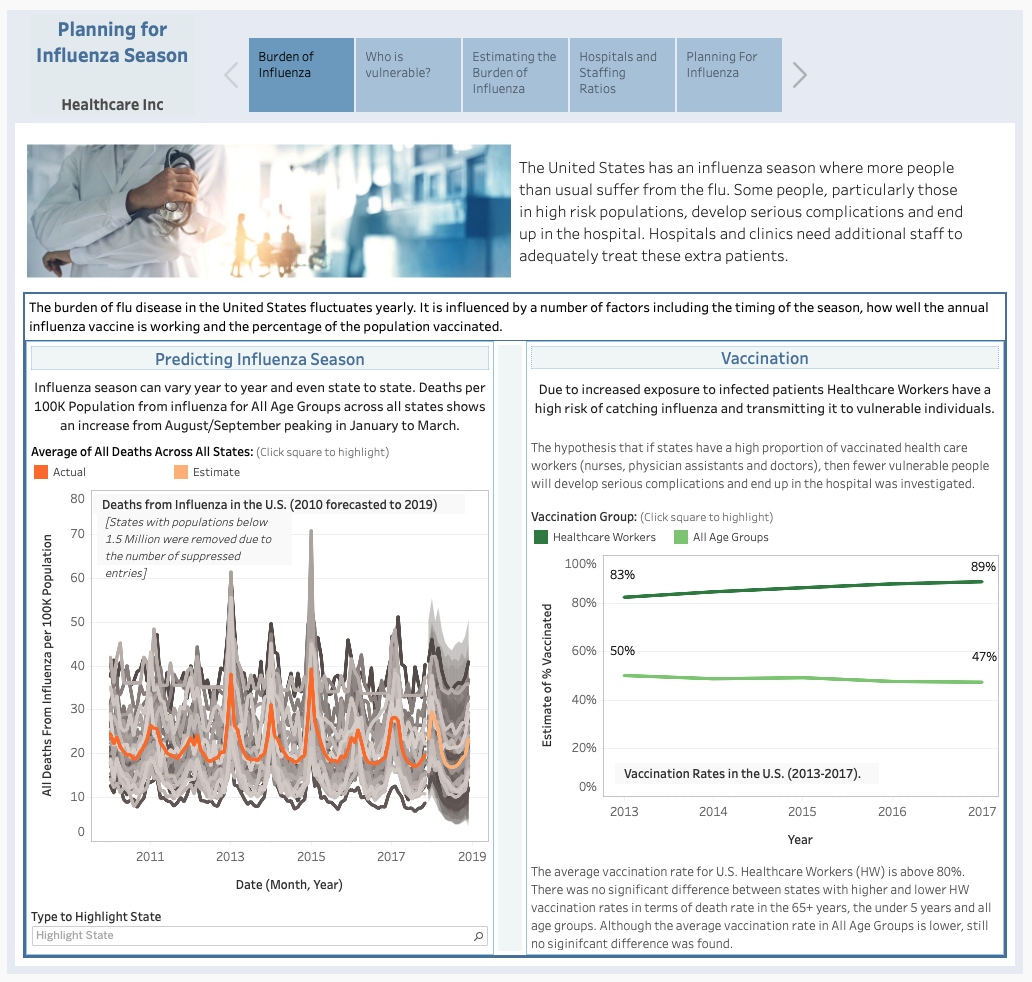 Planning for
Influenza Season
Healthcare Inc
Burden of
Influenza
Who is
vulnerable?
Estimating the
Burden of
Influenza
Hospitals and
Staffing
Ratios
Planning For
Influenza
The United States has an influenza season where more people
than usual suffer from the flu. Some people, particularly those
in high risk populations, develop serious complications and end
up in the hospital. Hospitals and clinics need additional staff to
adequately treat these extra patients.
The burden of flu disease in the United States fluctuates yearly. It is influenced by a number of factors including the timing of the season, how well the annual
influenza vaccine is working and the percentage of the population vaccinated.
Predicting Influenza Season
Influenza season can vary year to year and even state to state. Deaths per
100K Population from influenza for All Age Groups across all states shows
an increase from August/September peaking in January to March.
Average of All Deaths Across All States: (Click square to highlight)
Actual
Estimate
Deaths from Influenza in the U.S. (2010 forecasted to 2019)
[States with populations below
1.5 Million were removed due to
the number of suppressed
entries]
All Deaths From Influenza per 100K Population
80
70
60
50
40
30
20
10
0
2011
2013
2015
2017
2019
Date (Month, Year)
Type to Highlight State
Highlight State
Vaccination
Due to increased exposure to infected patients Healthcare Workers have a
high risk of catching influenza and transmitting it to vulnerable individuals.
The hypothesis that if states have a high proportion of vaccinated health care
workers (nurses, physician assistants and doctors), then fewer vulnerable people
will develop serious complications and end up in the hospital was investigated.
Vaccination Group: (Click square to highlight)
Healthcare Workers
All Age Groups
Estimate of % Vaccinated
100%
80%
60%
40%
20%
0%
83%
89%
50%
47%
Vaccination Rates in the U.S. (2013-2017).
2013
2014
2015
2016
2017
Year
The average vaccination rate for U.S. Healthcare Workers (HW) is above 80%.
There was no significant difference between states with higher and lower HW
vaccination rates in terms of death rate in the 65+ years, the under 5 years and all
age groups. Although the average vaccination rate in All Age Groups is lower, still
no siginifcant difference was found.